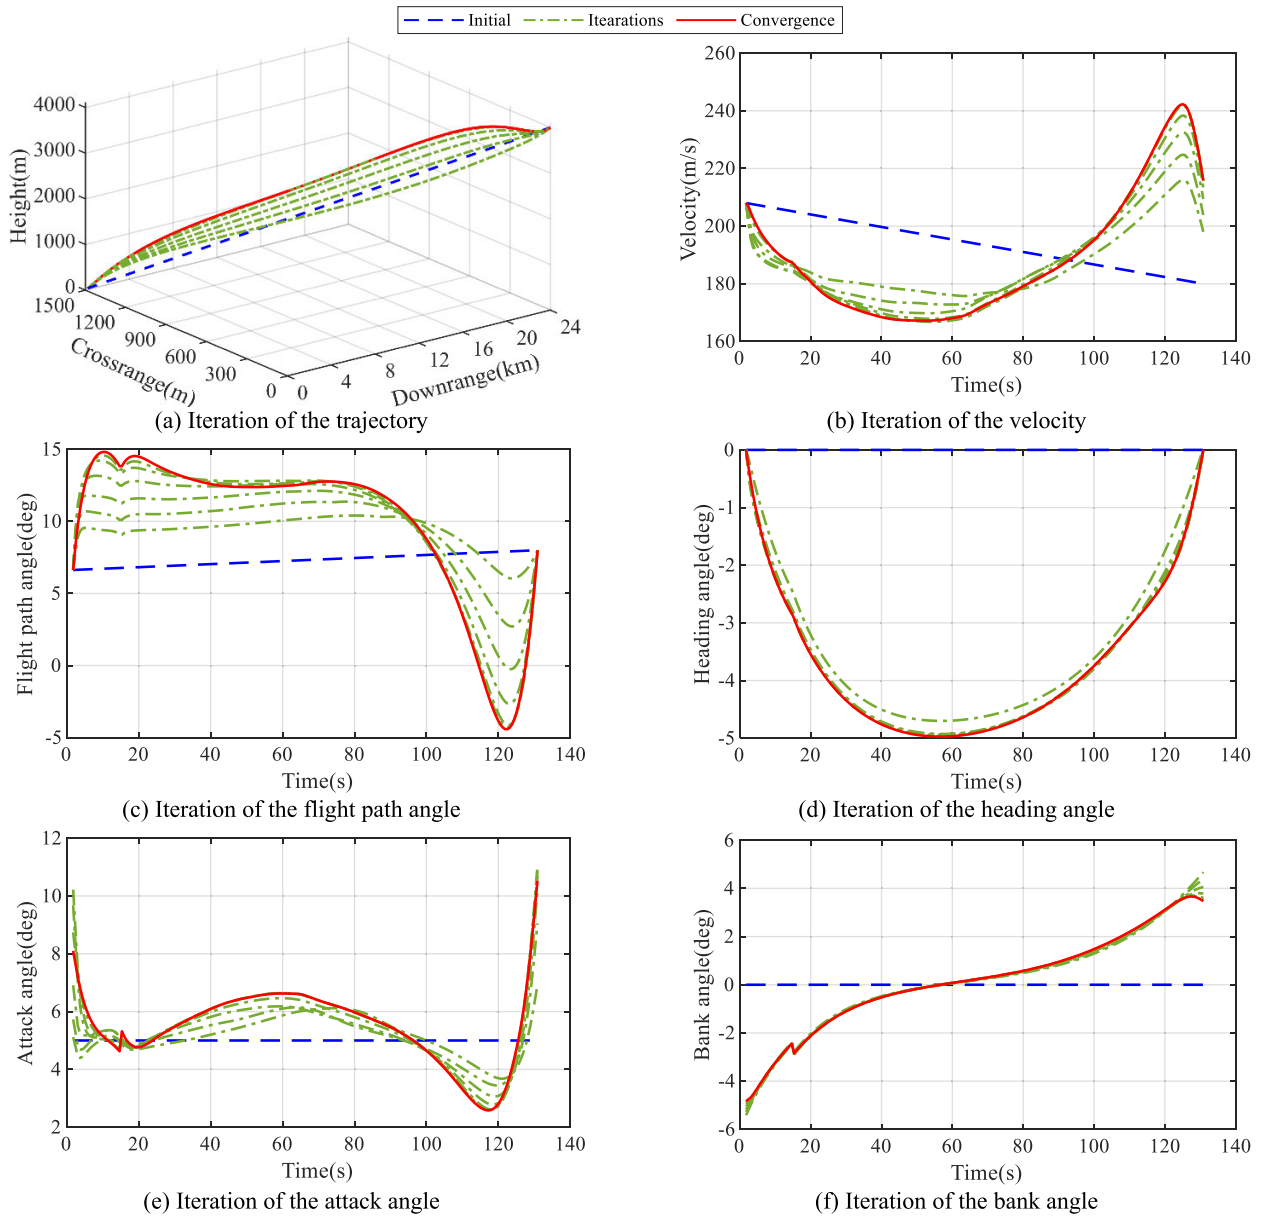 Initial Itearations Convergence
4000
3000
2000
1000
0
Height(m)
1500
1200
900
600
300
0
Crossrange(m)
0
4
8
12
16
20
24
Downrange(km)
(a) Iteration of the trajectory
260
240
220
200
180
160
Velocity(m/s)
0 20 40 60 80 100 120 140
Time(s)
(b) Iteration of the velocity
15
10
5
0
-5
Flight path angle(deg)
0 20 40 60 80 100 120 140
Time(s)
(c) Iteration of the flight path angle
0
-1
-2
-3
-4
-5
Heading angle(deg)
0 20 40 60 80 100 120 140
Time(s)
(d) Iteration of the heading angle
12
10
8
6
4
2
Attack angle(deg)
0 20 40 60 80 100 120 140
Time(s)
(e) Iteration of the attack angle
6
4
2
0
-2
-4
-6
Bank angle(deg)
0 20 40 60 80 100 120 140
Time(s)
(f) Iteration of the bank angle